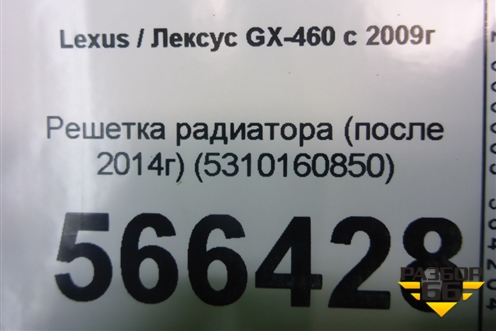 Lexus / Лексус GX-460 с 2009г
Решетка радиатора (после
2014г) (5310160850)
566428
РАЗБОР
66